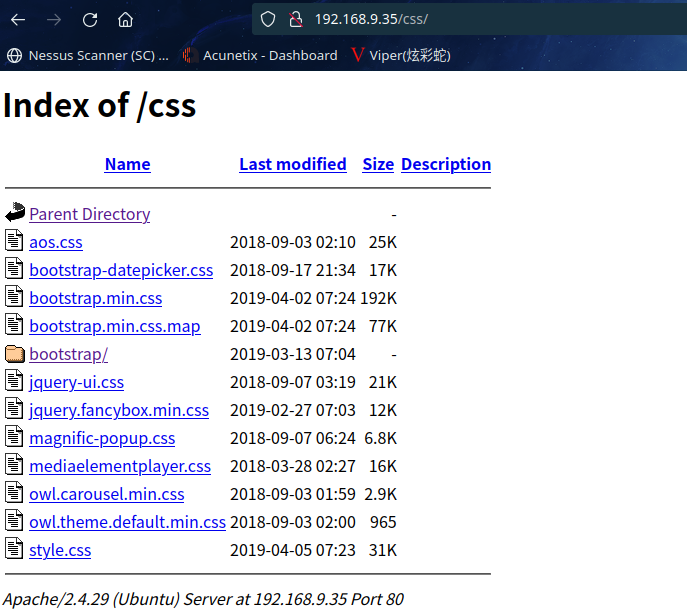 192.168.9.35/css/
Nessus Scanner (SC) ... Acunetix - Dashboard Viper(炫彩蛇)
Index of /css
Name Last modified Size Description
Parent Directory -
aos.css 2018-09-03 02:10 25K
bootstrap-datepicker.css 2018-09-17 21:34 17K
bootstrap.min.css 2019-04-02 07:24 192K
bootstrap.min.css.map 2019-04-02 07:24 77K
bootstrap/ 2019-03-13 07:04 -
jquery-ui.css 2018-09-07 03:19 21K
jquery.fancybox.min.css 2019-02-27 07:03 12K
magnific-popup.css 2018-09-07 06:24 6.8K
mediaelementplayer.css 2018-03-28 02:27 16K
owl.carousel.min.css 2018-09-03 01:59 2.9K
owl.theme.default.min.css 2018-09-03 02:00 965
style.css 2019-04-05 07:23 31K
Apache/2.4.29 (Ubuntu) Server at 192.168.9.35 Port 80